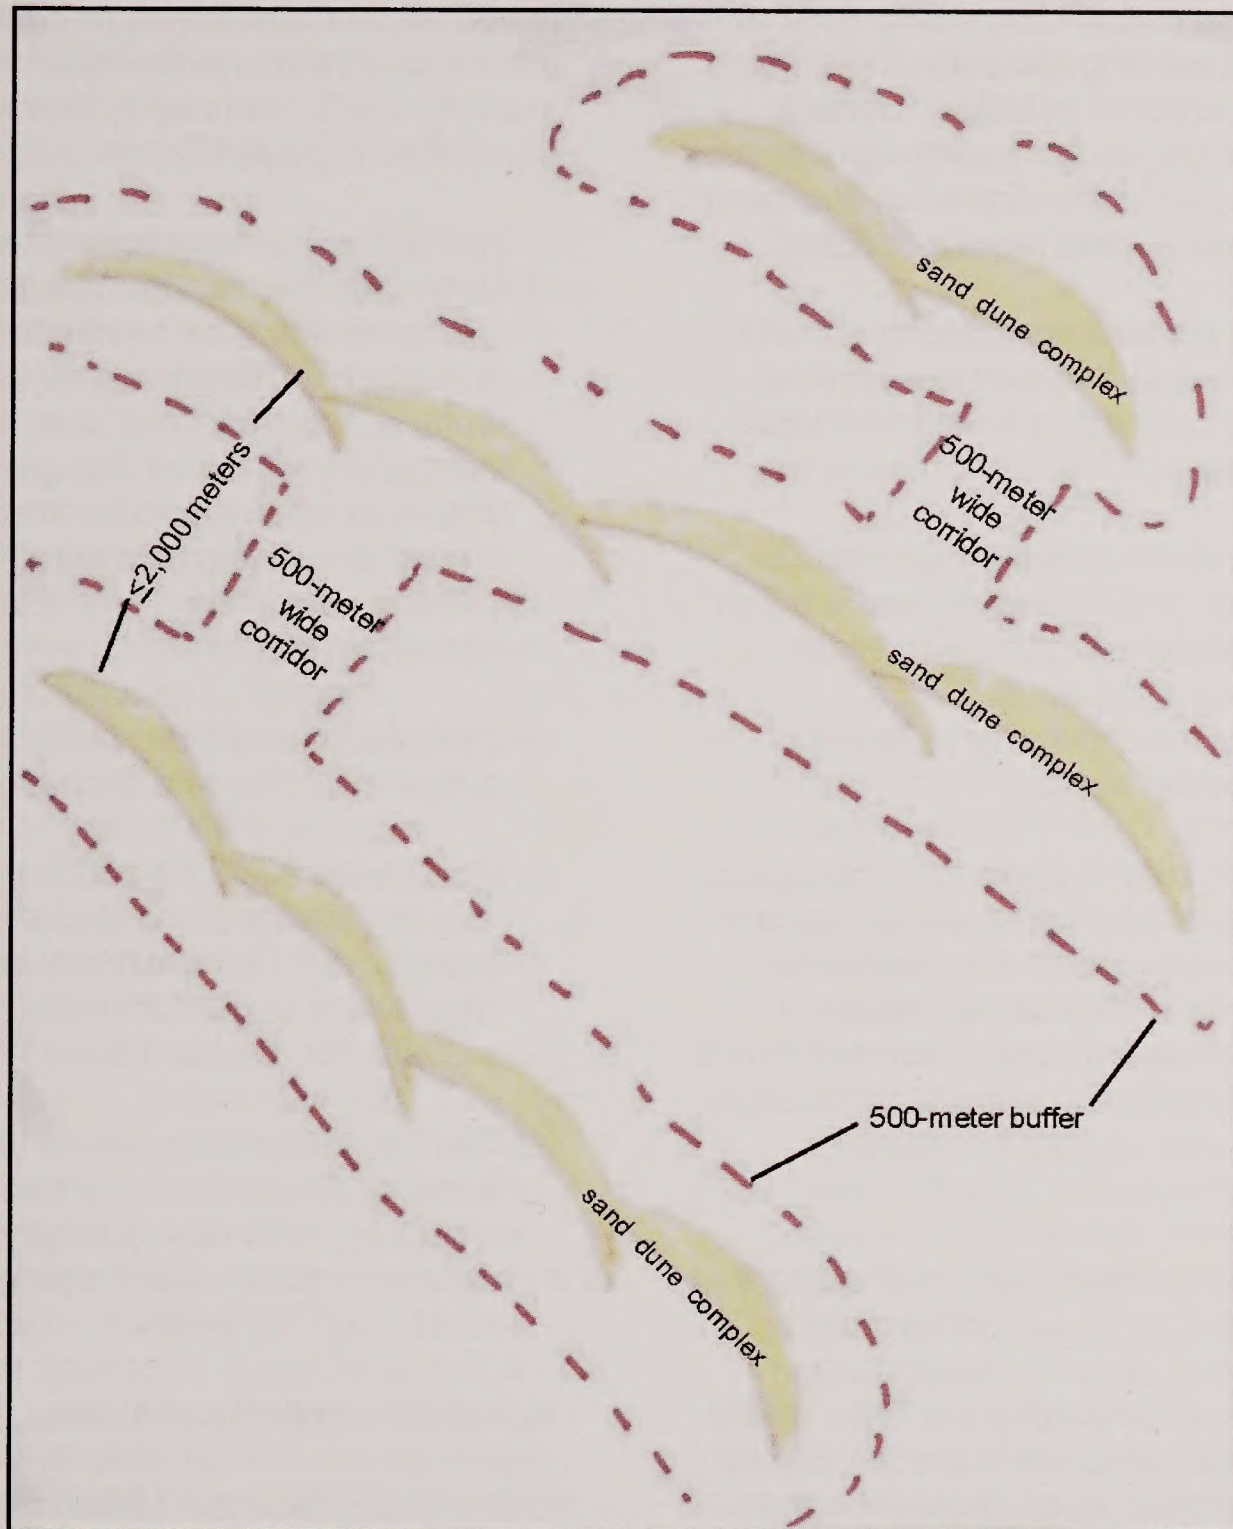 sand dune complex
500-meter
wide
corridor
≤2,000 meters
500-meter
wide
corridor
sand dune complex
500-meter buffer
sand dune complex